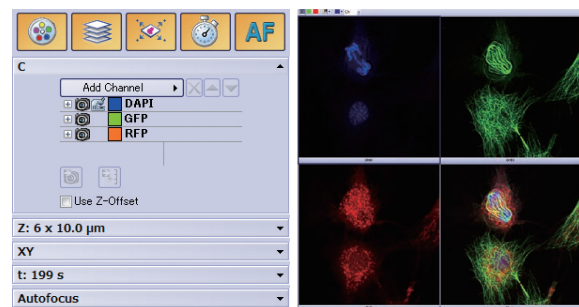 AF
C
Add Channel
DAPI
GFP
RFP
Use Z-Offset
Z: 6 x 10.0 µm
XY
t: 199 s
Autofocus